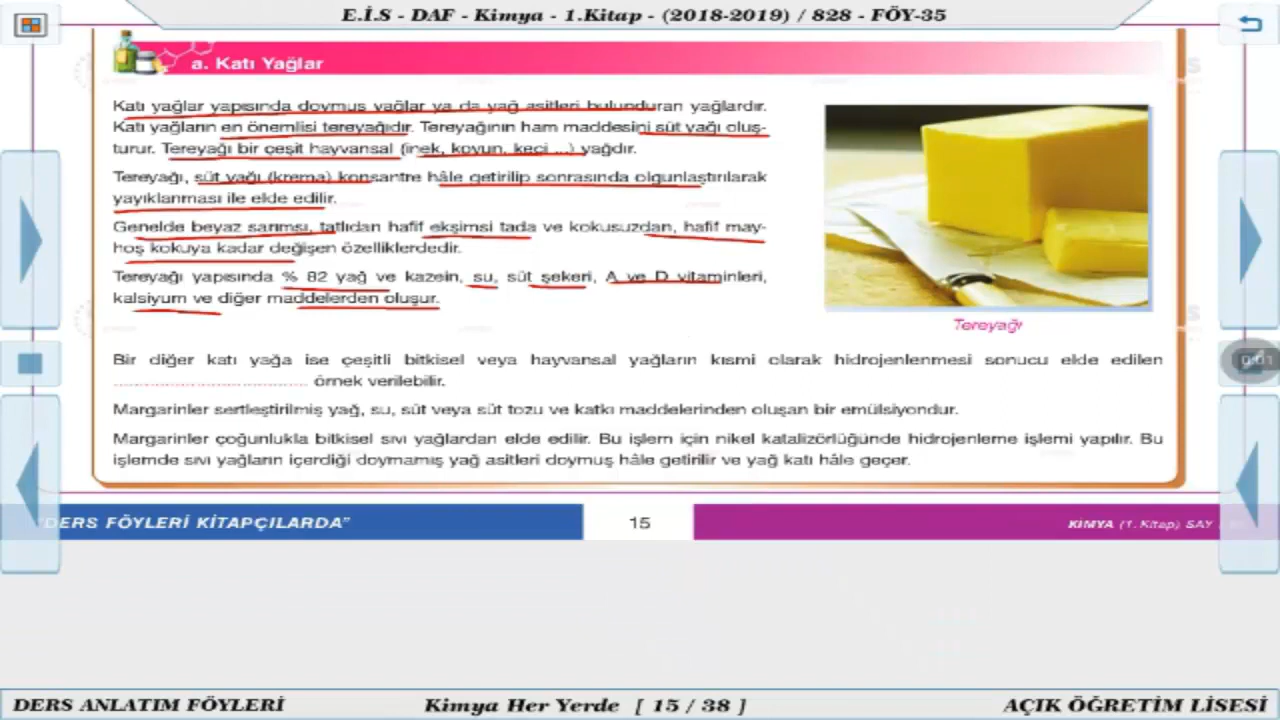 E.İ.S - DAF - Kimya - 1.Kitap - (2018-2019) / 828 - FÖY-35
a. Katı Yağlar
Katı yağlar yapısında doymuş yağlar ya da yağ asitleri bulunduran yağlardır.
Katı yağların en önemlisi tereyağıdır. Tereyağının ham maddesini süt yağı oluş-
turur. Tereyağı bir çeşit hayvansal (inek, koyun, keçi ...) yağdır.
Tereyağı, süt yağı (krema) konsantre hâle getirilip sonrasında olgunlaştırılarak
yayıklanması ile elde edilir.
Genelde beyaz sarımsı, tatlıdan hafif ekşimsi tada ve kokusuzdan, hafif may-
hoş kokuya kadar değişen özelliklerdedir.
Tereyağı yapısında % 82 yağ ve kazein, su, süt şekeri, A ve D vitaminleri,
kalsiyum ve diğer maddelerden oluşur.
Tereyağı
Bir diğer katı yağa ise çeşitli bitkisel veya hayvansal yağların kısmi olarak hidrojenlenmesi sonucu elde edilen
................................................ örnek verilebilir.
0:01
Margarinler sertleştirilmiş yağ, su, süt veya süt tozu ve katkı maddelerinden oluşan bir emülsiyondur.
Margarinler çoğunlukla bitkisel sıvı yağlardan elde edilir. Bu işlem için nikel katalizörlüğünde hidrojenleme işlemi yapılır. Bu
işlemde sıvı yağların içerdiği doymamış yağ asitleri doymuş hâle getirilir ve yağ katı hâle geçer.
"DERS FÖYLERİ KİTAPÇILARDA"
15
KİMYA (1. Kitap) SAY
DERS ANLATIM FÖYLERİ
Kimya Her Yerde [ 15 / 38 ]
AÇIK ÖĞRETİM LİSESİ